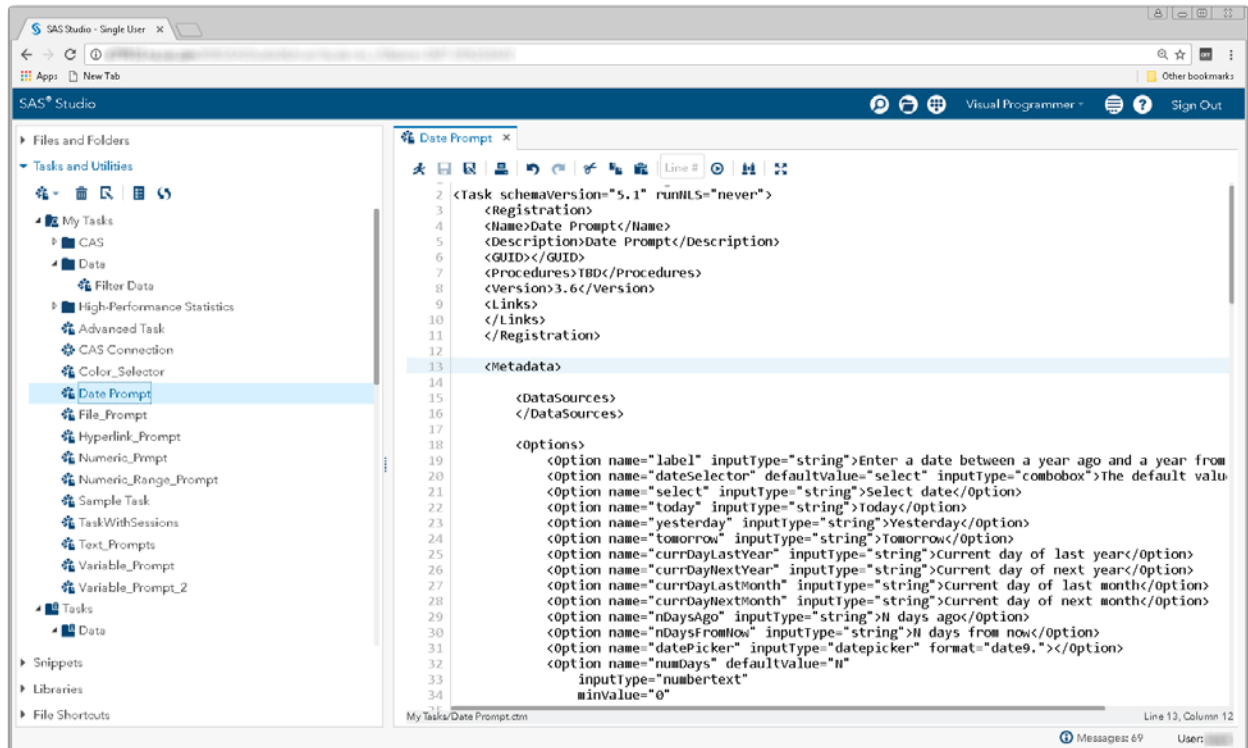 SAS Studio - Single User
Apps New Tab Other bookmarks
SAS® Studio Visual Programmer Sign Out
Files and Folders
Tasks and Utilities
My Tasks
CAS
Data
Filter Data
High-Performance Statistics
Advanced Task
CAS Connection
Color_Selector
Date Prompt
File_Prompt
Hyperlink_Prompt
Numeric_Prmpt
Numeric_Range_Prompt
Sample Task
TaskWithSessions
Text_Prompts
Variable_Prompt
Variable_Prompt_2
Tasks
Data
Snippets
Libraries
File Shortcuts
Date Prompt
Line #
2 <Task schemaVersion="5.1" runNLS="never">
3 <Registration>
4 <Name>Date Prompt</Name>
5 <Description>Date Prompt</Description>
6 <GUID></GUID>
7 <Procedures>TBD</Procedures>
8 <Version>3.6</Version>
9 <Links>
10 </Links>
11 </Registration>
12
13 <Metadata>
14
15 <DataSources>
16 </DataSources>
17
18 <Options>
19 <Option name="label" inputType="string">Enter a date between a year ago and a year from
20 <Option name="dateSelector" defaultValue="select" inputType="combobox">The default valu
21 <Option name="select" inputType="string">Select date</Option>
22 <Option name="today" inputType="string">Today</Option>
23 <Option name="yesterday" inputType="string">Yesterday</Option>
24 <Option name="tomorrow" inputType="string">Tomorrow</Option>
25 <Option name="currDayLastYear" inputType="string">Current day of last year</Option>
26 <Option name="currDayNextYear" inputType="string">Current day of next year</Option>
27 <Option name="currDayLastMonth" inputType="string">Current day of last month</Option>
28 <Option name="currDayNextMonth" inputType="string">Current day of next month</Option>
29 <Option name="nDaysAgo" inputType="string">N days ago</Option>
30 <Option name="nDaysFromNow" inputType="string">N days from now</Option>
31 <Option name="datePicker" inputType="datepicker" format="date9."></Option>
32 <Option name="numDays" defaultValue="N"
33 inputType="numbertext"
34 minValue="0"
My Tasks/Date Prompt.ctm Line 13, Column 12
Messages: 69 User: